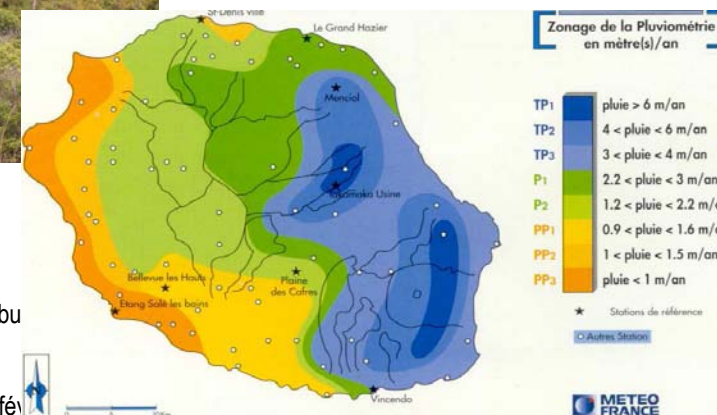 St-Denis ville
Le Grand Hazier
Menciol
Takamaka Usine
Bellevue les Hauts
Plaine
des Cafres
Etang Salé les bains
Vincendo
Zonage de la Pluviométrie
en mètre(s)/an
TP1 pluie > 6 m/an
TP2 4 < pluie < 6 m/an
TP3 3 < pluie < 4 m/an
P1 2.2 < pluie < 3 m/an
P2 1.2 < pluie < 2.2 m/
PP1 0.9 < pluie < 1.6 m/
PP2 1 < pluie < 1.5 m/an
PP3 pluie < 1 m/an
Stations de référence
Autres Station
METEO
FRANCE